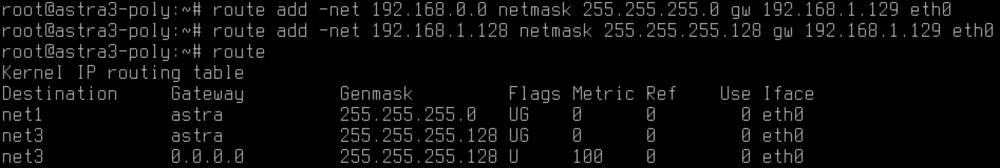 root@astra3-poly:~# route add -net 192.168.0.0 netmask 255.255.255.0 gw 192.168.1.129 eth0
root@astra3-poly:~# route add -net 192.168.1.128 netmask 255.255.255.128 gw 192.168.1.129 eth0
root@astra3-poly:~# route
Kernel IP routing table
Destination     Gateway         Genmask         Flags Metric Ref    Use Iface
net1            astra           255.255.255.0   UG    0      0        0 eth0
net3            astra           255.255.255.128 UG    0      0        0 eth0
net3            0.0.0.0         255.255.255.128 U     100    0        0 eth0